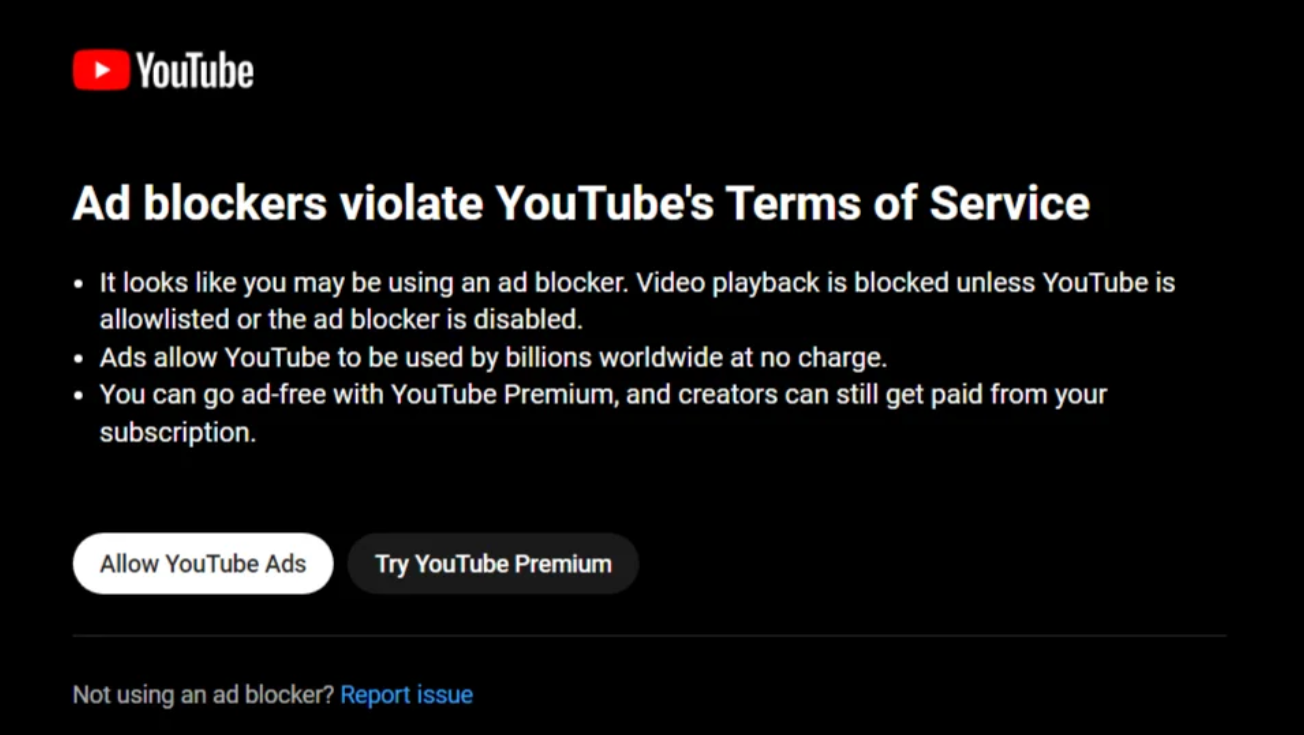 YouTube
Ad blockers violate YouTube's Terms of Service
• It looks like you may be using an ad blocker. Video playback is blocked unless YouTube is
allowlisted or the ad blocker is disabled.
• Ads allow YouTube to be used by billions worldwide at no charge.
• You can go ad-free with YouTube Premium, and creators can still get paid from your
subscription.
Allow YouTube Ads Try YouTube Premium
Not using an ad blocker? Report issue